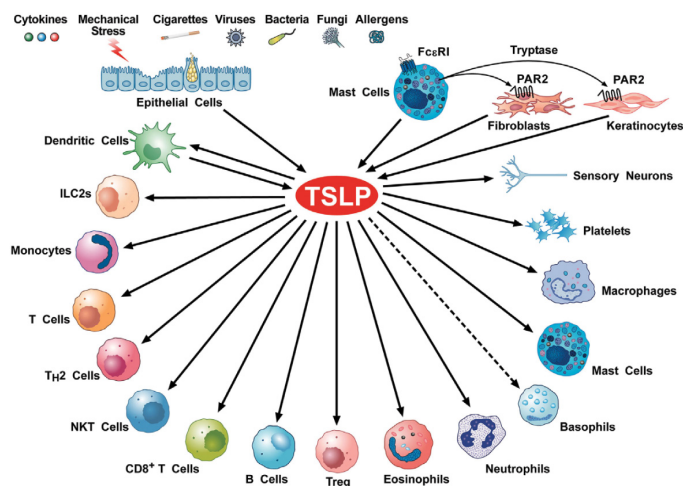 Cytokines
Mechanical
Stress
Cigarettes
Viruses
Bacteria
Fungi
Allergens
Epithelial Cells
FcεRI
Mast Cells
Tryptase
PAR2
PAR2
Fibroblasts
Keratinocytes
Dendritic Cells
TSLP
ILC2s
Monocytes
T Cells
TH2 Cells
NKT Cells
CD8+ T Cells
B Cells
Treg
Eosinophils
Neutrophils
Basophils
Mast Cells
Macrophages
Platelets
Sensory Neurons